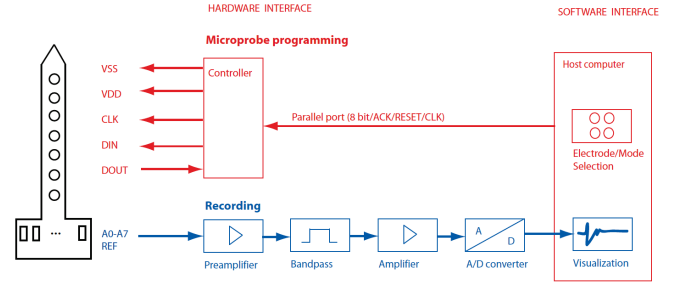 HARDWARE INTERFACE
SOFTWARE INTERFACE
Microprobe programming
VSS
VDD
CLK
DIN
DOUT
Controller
Parallel port (8 bit/ACK/RESET/CLK)
Host computer
Electrode/Mode
Selection
Recording
A0-A7
REF
...
Preamplifier
Bandpass
Amplifier
A
D
A/D converter
Visualization